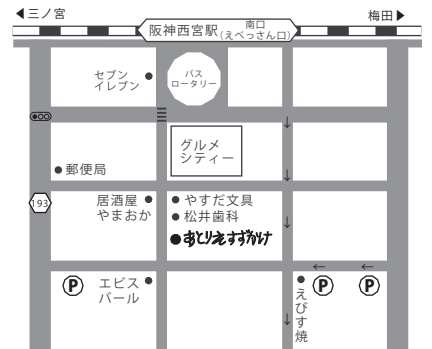 ◀三ノ宮
梅田▶
阪神西宮駅
南口
(えべっさん口)
セブン
イレブン
バス
ロータリー
グルメ
シティー
郵便局
193
居酒屋
やまおか
やすだ文具
松井歯科
あとりえすずかけ
P
エビス
バール
えびす焼
P
P